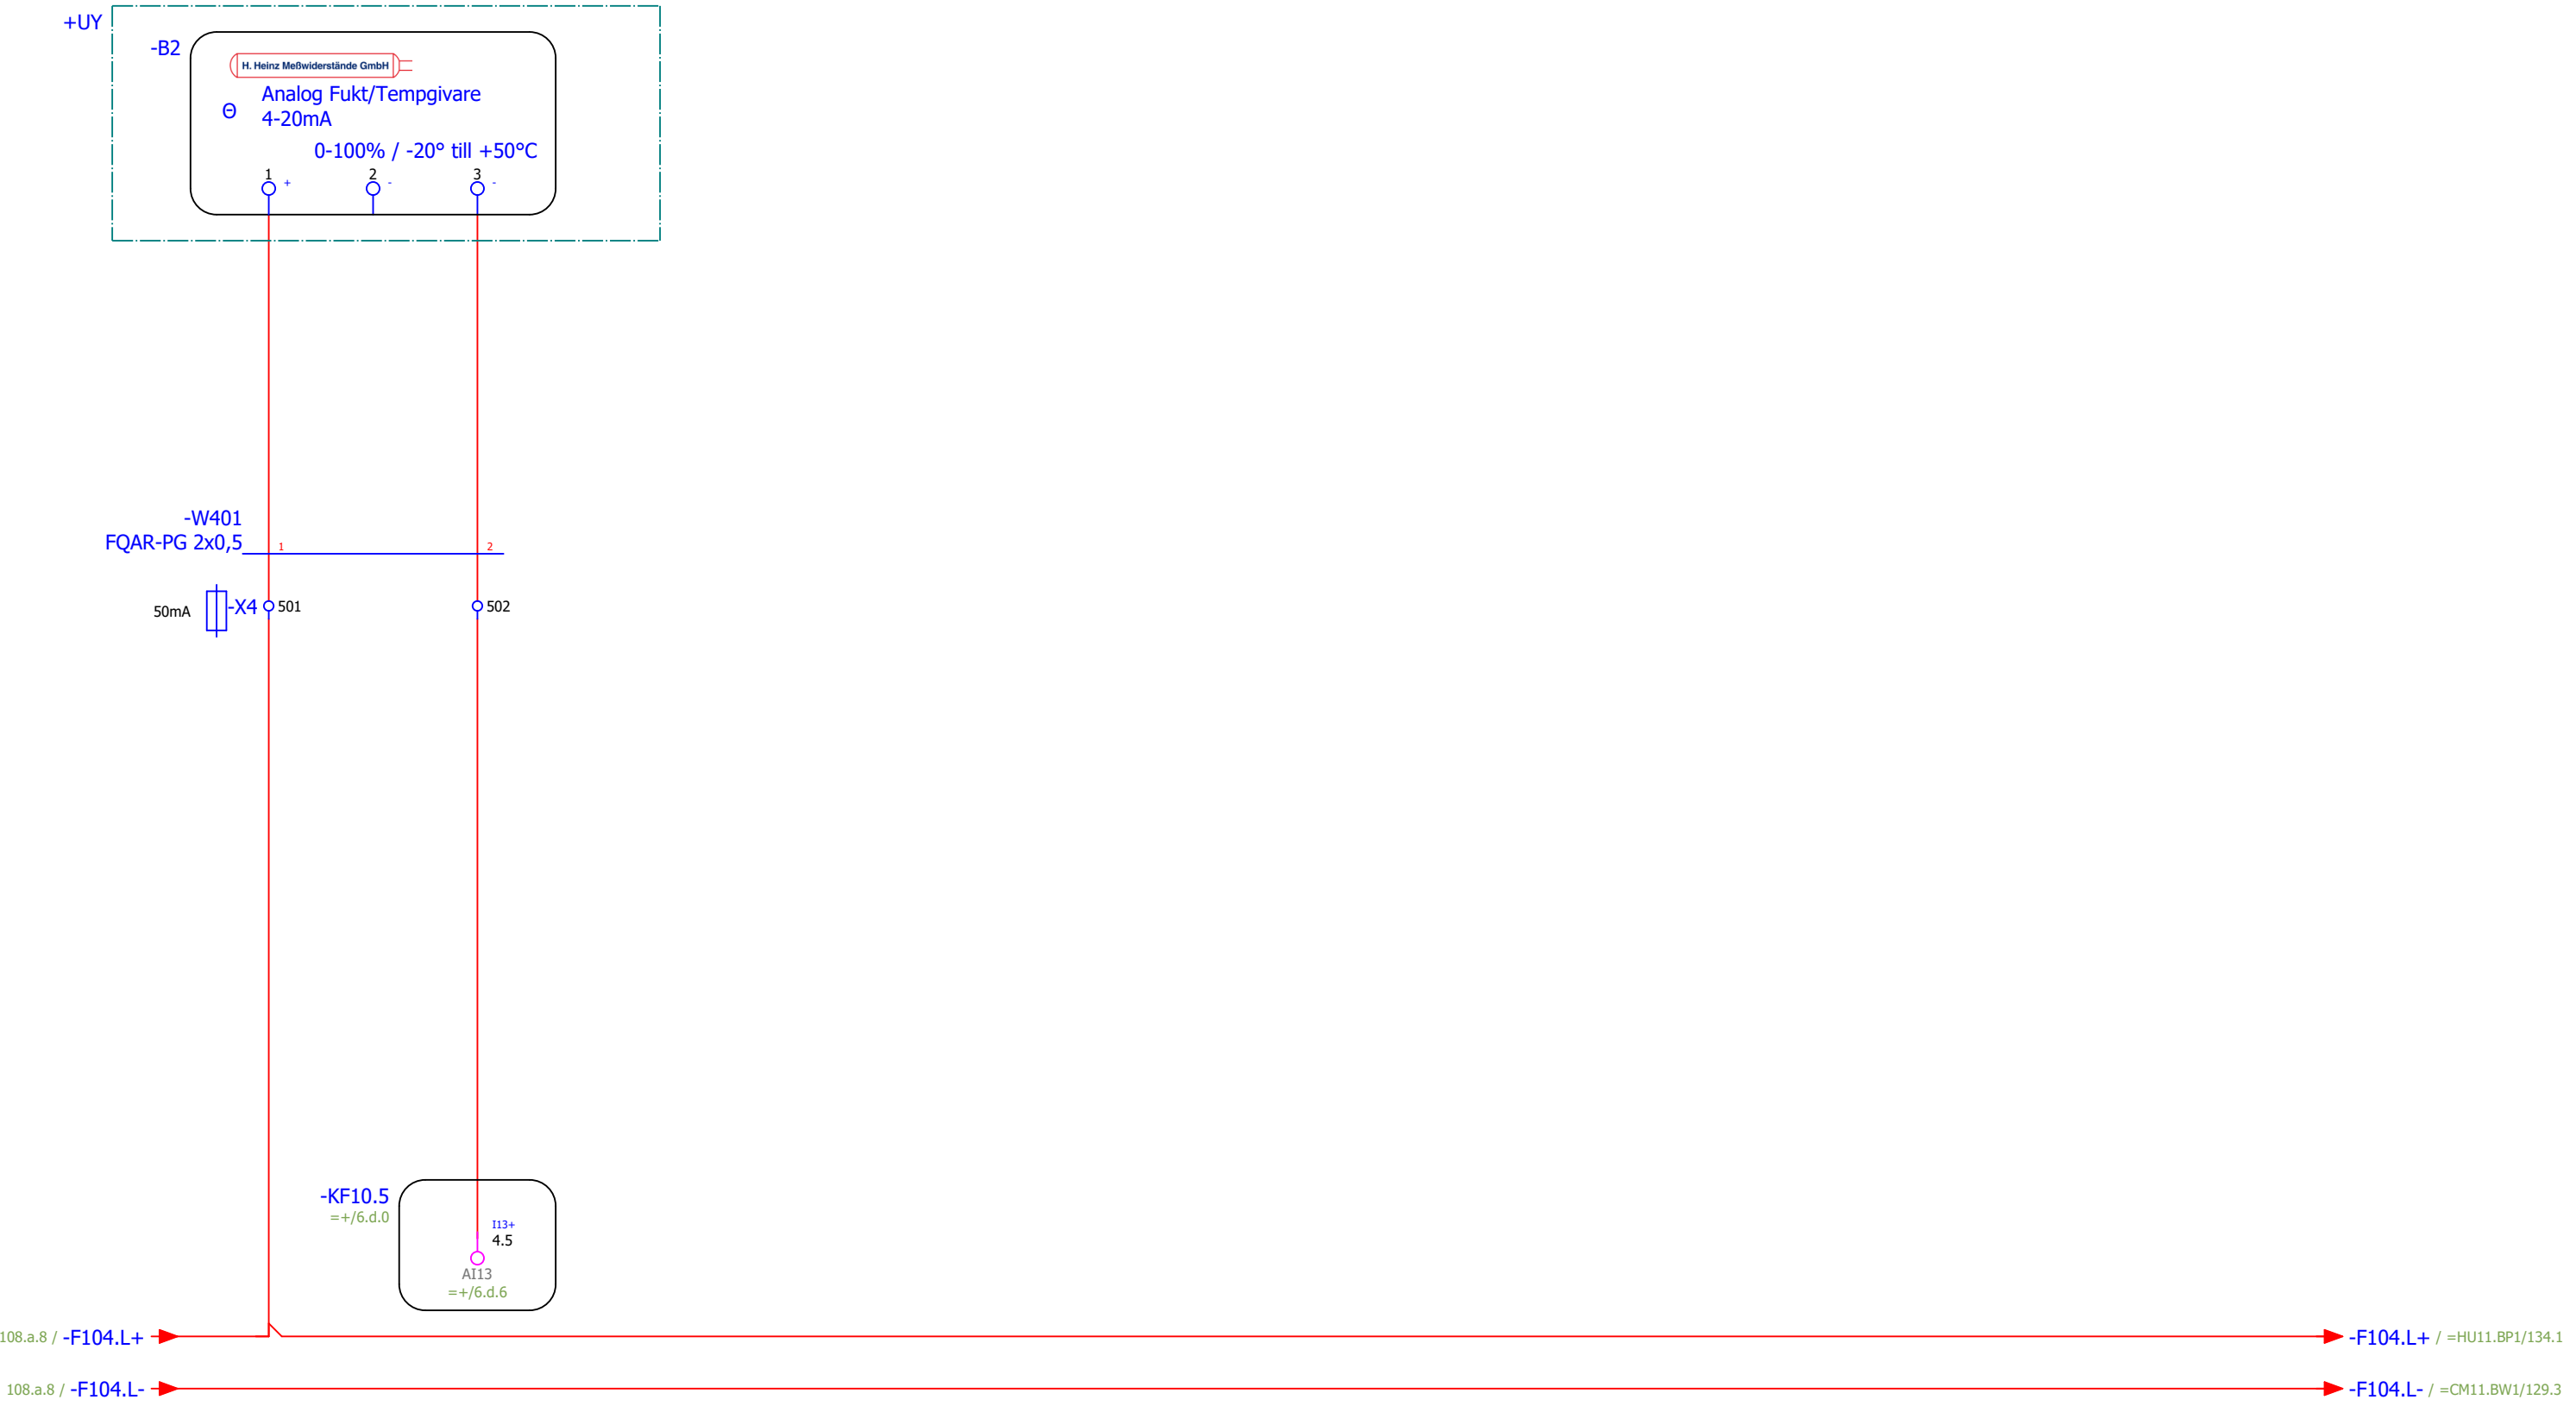 +UY
-B2
H. Heinz Meßwiderstände GmbH
Analog Fukt/Tempgivare
Θ
4-20mA
0-100% / -20° till +50°C
1 + 2 - 3 -
-W401
FQAR-PG 2x0,5
1 2
50mA -X4 501 502
-KF10.5
=+/6.d.0
I13+
4.5
AI13
=+/6.d.6
108.a.8 / -F104.L+ -F104.L+ / =HU11.BP1/134.1
108.a.8 / -F104.L- -F104.L- / =CM11.BW1/129.3